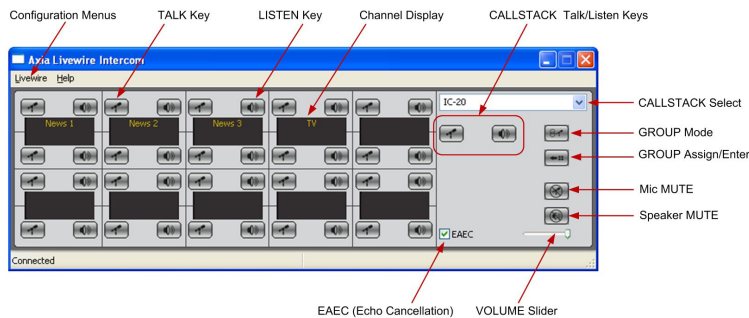 Configuration Menus
TALK Key
LISTEN Key
Channel Display
CALLSTACK Talk/Listen Keys
Axia Livewire Intercom
Livewire Help
IC-20
CALLSTACK Select
News 1
News 2
News 3
TV
GROUP Mode
GROUP Assign/Enter
Mic MUTE
Speaker MUTE
EAEC
Connected
EAEC (Echo Cancellation)
VOLUME Slider